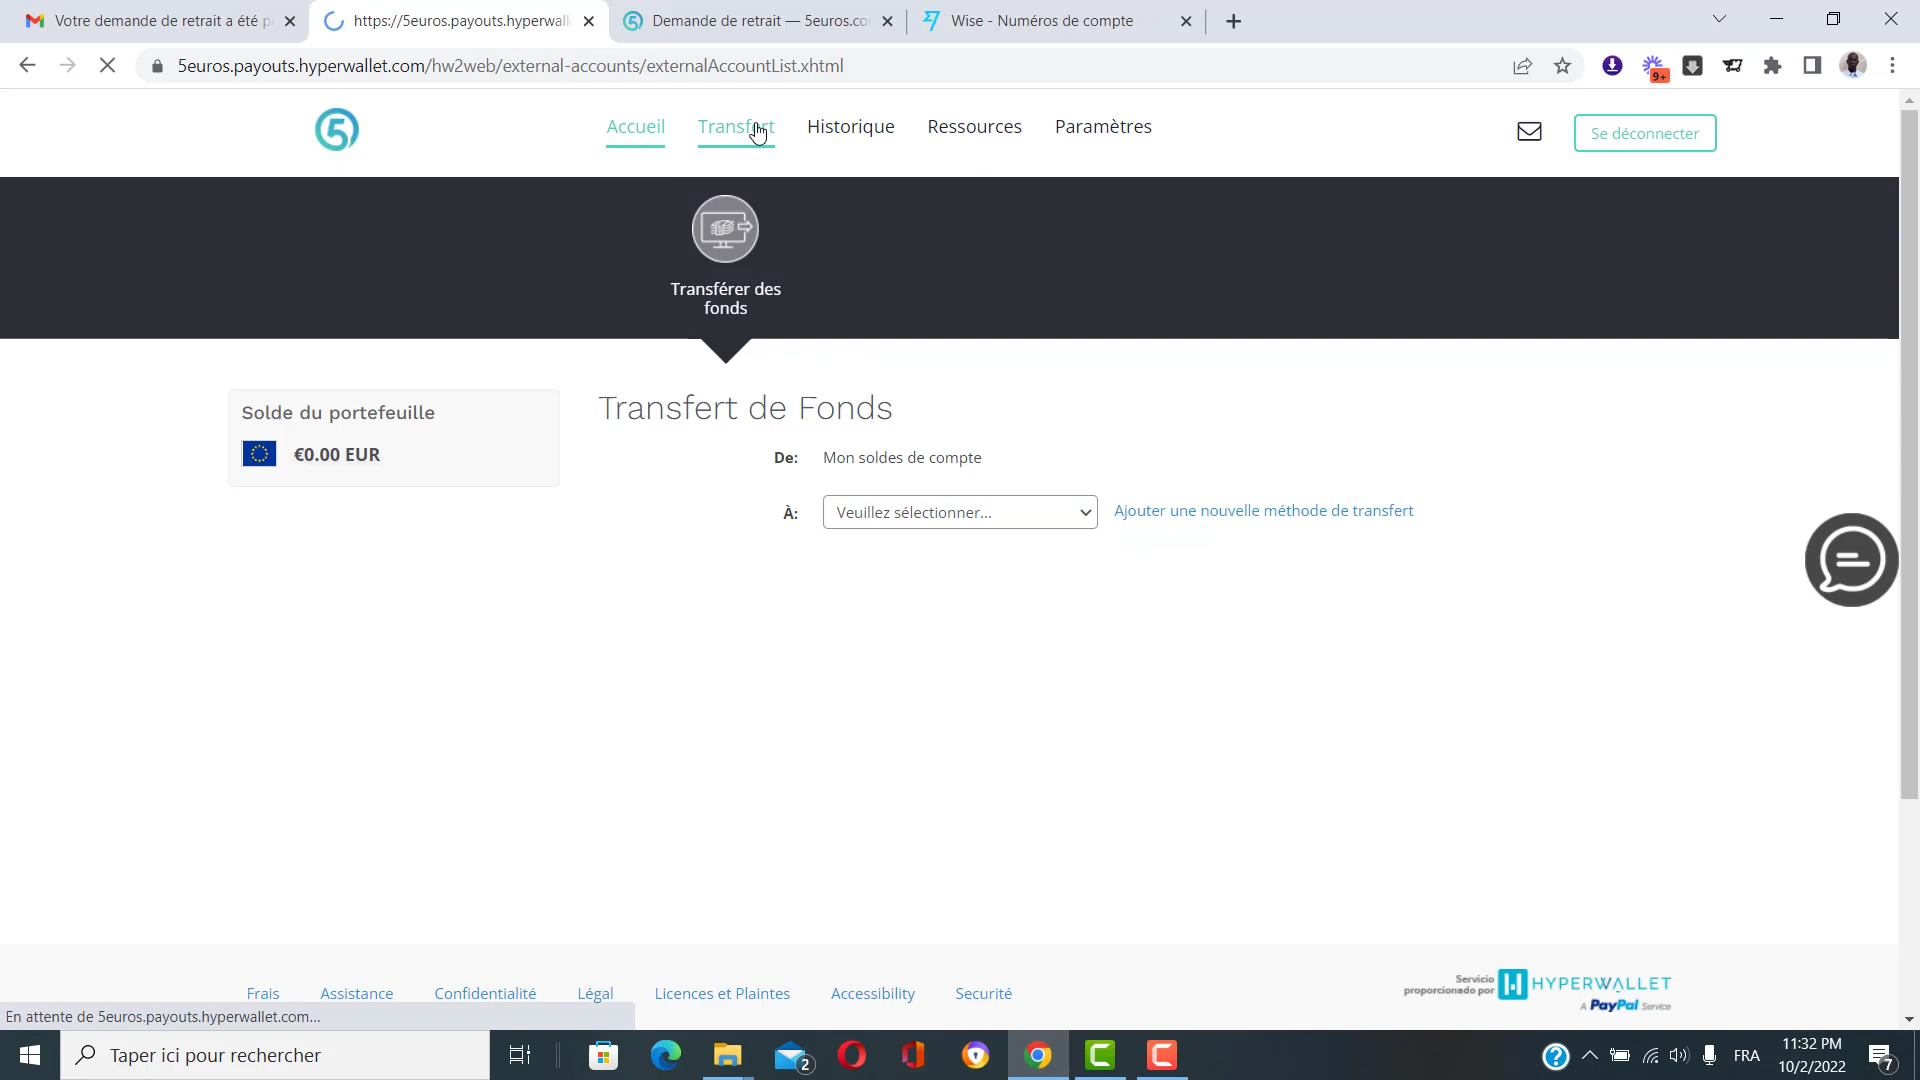 Votre demande de retrait a été p
https://5euros.payouts.hyperwall
Demande de retrait — 5euros.co
Wise - Numéros de compte
5euros.payouts.hyperwallet.com/hw2web/external-accounts/externalAccountList.xhtml
9+
5
Accueil
Transfert
Historique
Ressources
Paramètres
Se déconnecter
Transférer des
fonds
Solde du portefeuille
€0.00 EUR
Transfert de Fonds
De:
Mon soldes de compte
À:
Veuillez sélectionner...
Ajouter une nouvelle méthode de transfert
Frais
Assistance
Confidentialité
Légal
Licences et Plaintes
Accessibility
Securité
Servicio
proporcionado por
HYPERWALLET
A PayPal Service
En attente de 5euros.payouts.hyperwallet.com...
Taper ici pour rechercher
2
FRA
11:32 PM
10/2/2022
7